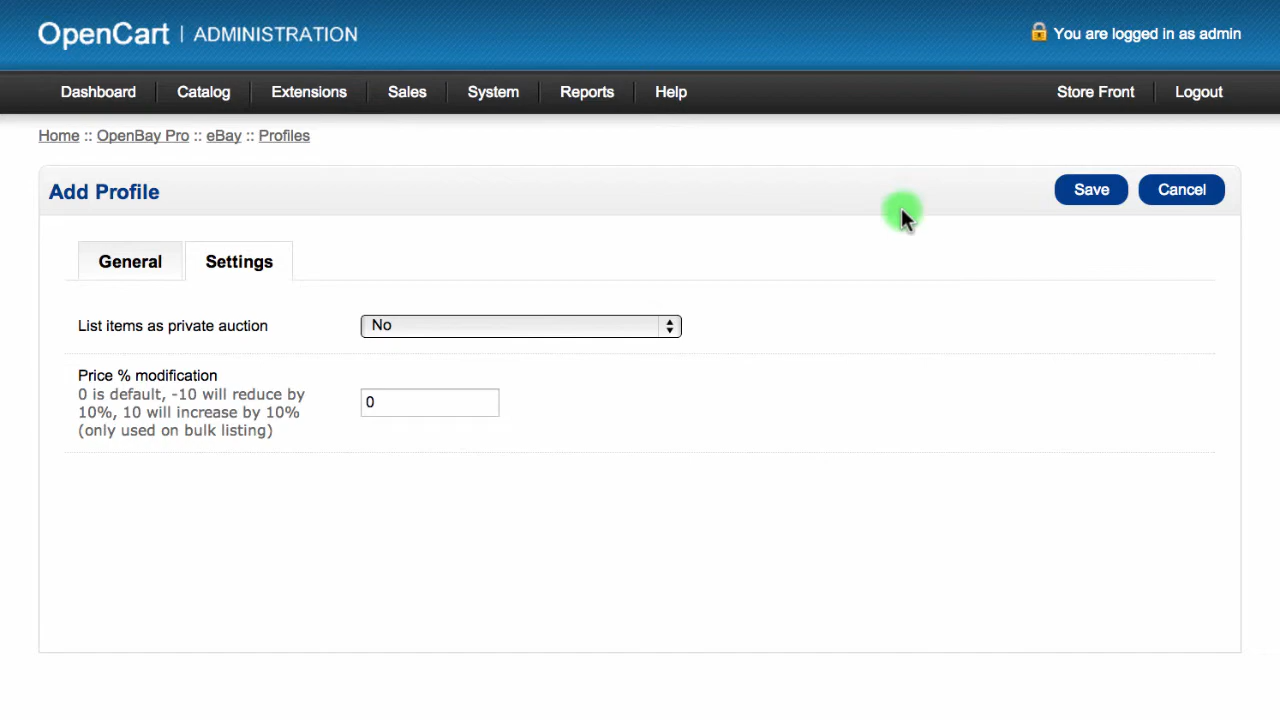 OpenCart | ADMINISTRATION
You are logged in as admin
Dashboard Catalog Extensions Sales System Reports Help Store Front Logout
Home :: OpenBay Pro :: eBay :: Profiles
Add Profile
Save Cancel
General Settings
List items as private auction No
Price % modification
0 is default, -10 will reduce by
10%, 10 will increase by 10%
(only used on bulk listing)
0